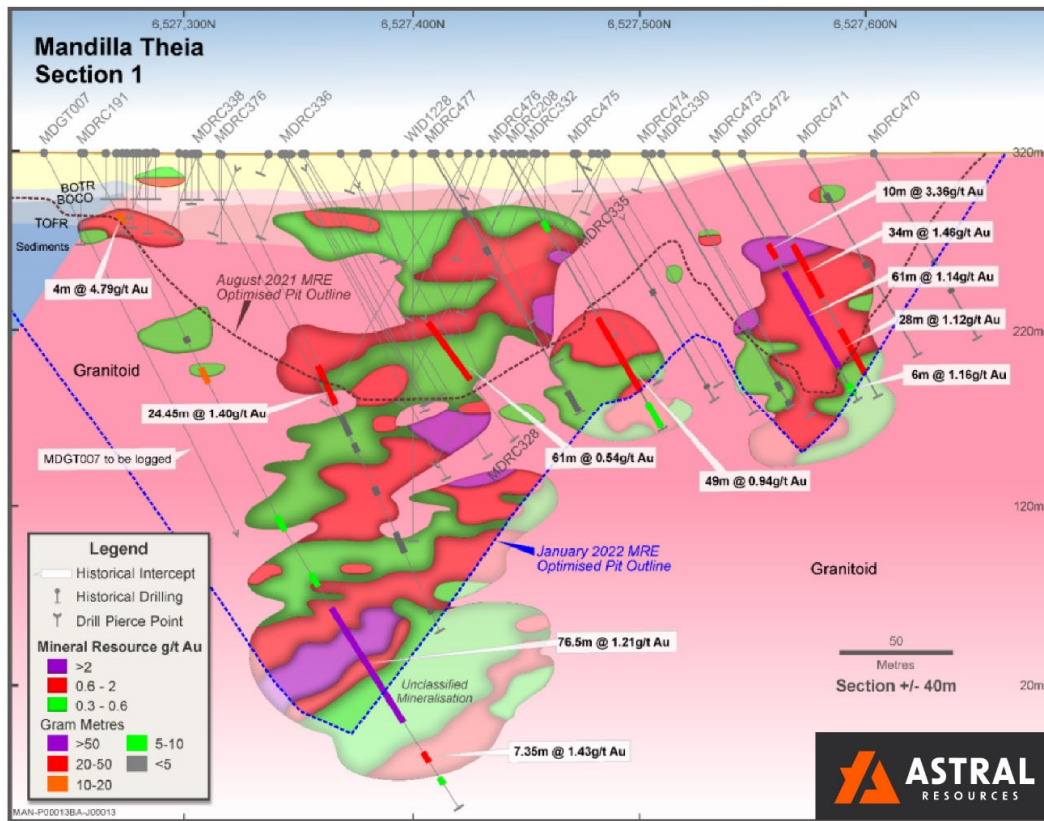 6,527,300N
6,527,400N
6,527,500N
6,527,600N
Mandilla Theia
Section 1
MDGT007
MDRC191
MDRC338
MDRC376
MDRC336
WID1228
MDRC477
MDRC476
MDRC208
MDRC332
MDRC475
MDRC474
MDRC330
MDRC473
MDRC472
MDRC471
MDRC470
320m
BOTR
BOCO
TOFR
Sediments
MDRC335
10m @ 3.36g/t Au
34m @ 1.46g/t Au
61m @ 1.14g/t Au
28m @ 1.12g/t Au
6m @ 1.16g/t Au
4m @ 4.79g/t Au
August 2021 MRE
Optimised Pit Outline
220m
Granitoid
24.45m @ 1.40g/t Au
MDGT007 to be logged
MDRC328
61m @ 0.54g/t Au
49m @ 0.94g/t Au
120m
January 2022 MRE
Optimised Pit Outline
Granitoid
Legend
Historical Intercept
Historical Drilling
Drill Pierce Point
Mineral Resource g/t Au
>2
0.6 - 2
0.3 - 0.6
Gram Metres
>50
5-10
20-50
<5
10-20
76.5m @ 1.21g/t Au
50
Metres
Section +/- 40m
20m
Unclassified
Mineralisation
7.35m @ 1.43g/t Au
ASTRAL
RESOURCES
MAN-P00013BA-J00013